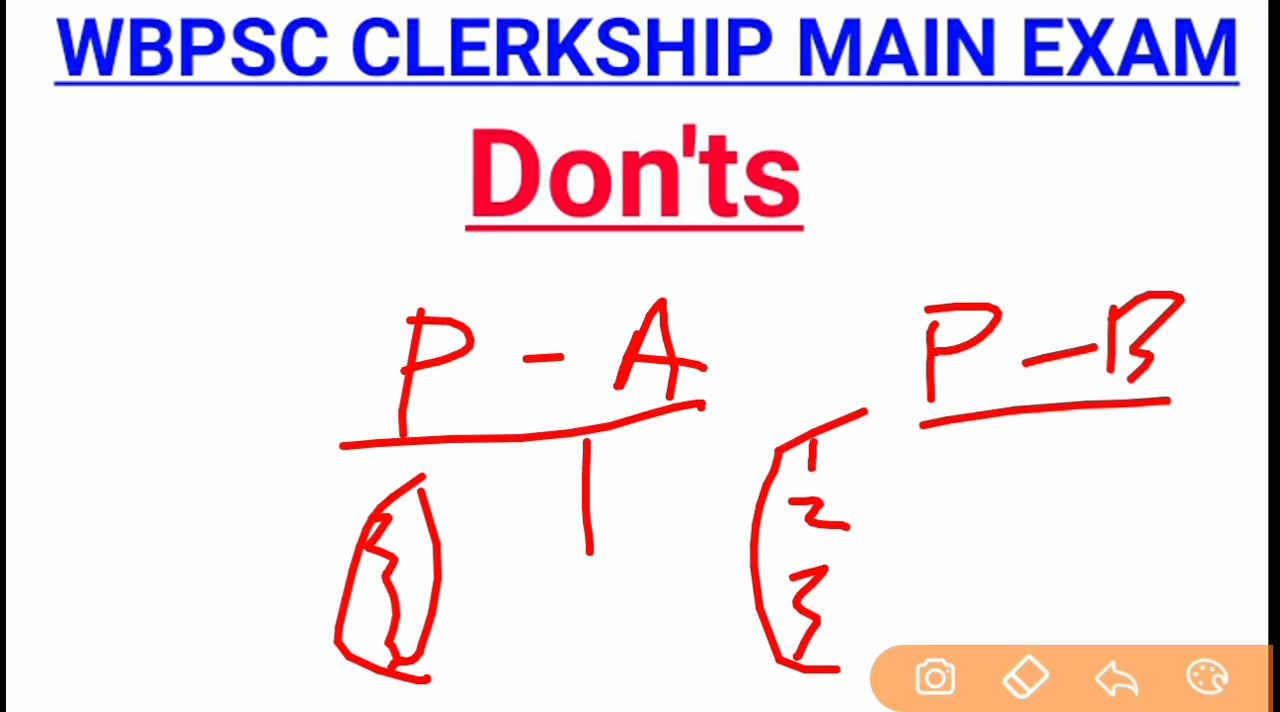 WBPSC CLERKSHIP MAIN EXAM
Don'ts
P - A P - B
1
2
3